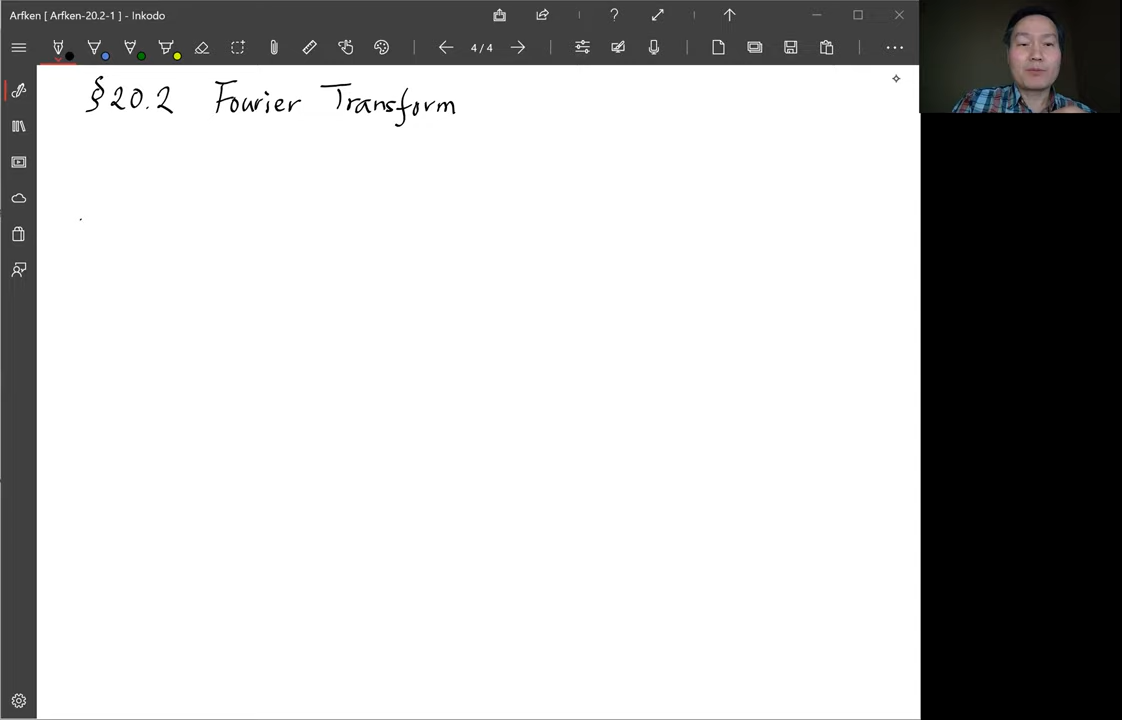 Arfken [ Arfken-20.2-1 ] - Inkodo
4/4
§20.2 Fourier Transform